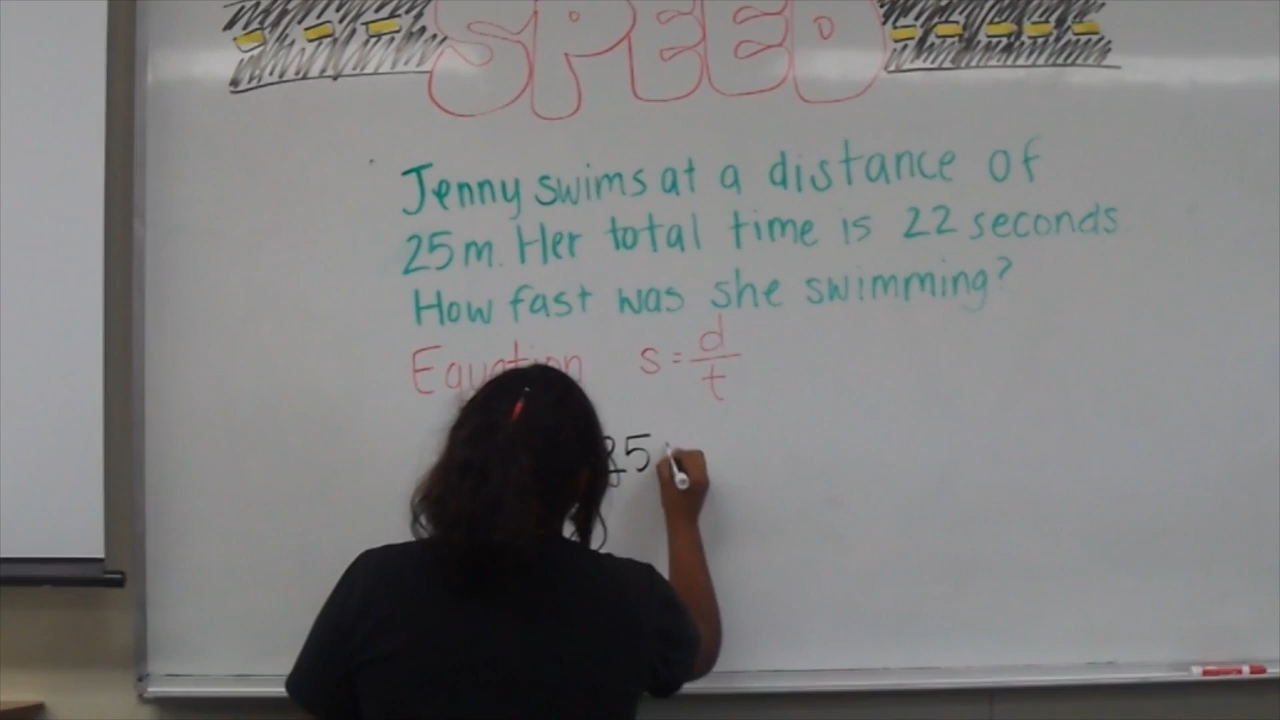 SPEED
Jenny swims at a distance of
25m. Her total time is 22 seconds
How fast was she swimming?
Equation s = d/t